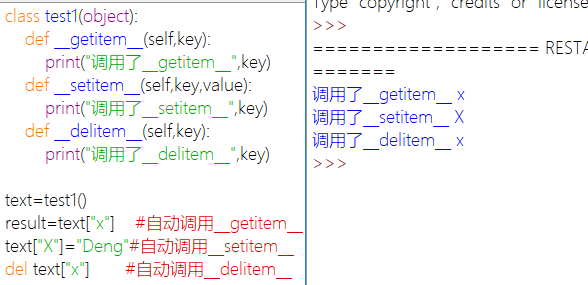 class test1(object):
def __getitem__(self,key):
print("调用了__getitem__",key)
def __setitem__(self,key,value):
print("调用了__setitem__",key)
def __delitem__(self,key):
print("调用了__delitem__",key)
text=test1()
result=text["x"] #自动调用__getitem__
text["X"]="Deng"#自动调用__setitem__
del text["x"] #自动调用__delitem__
Type "copyright", "credits" or "license
>>>
=================== RESTA
=======
调用了__getitem__ x
调用了__setitem__ X
调用了__delitem__ x
>>>